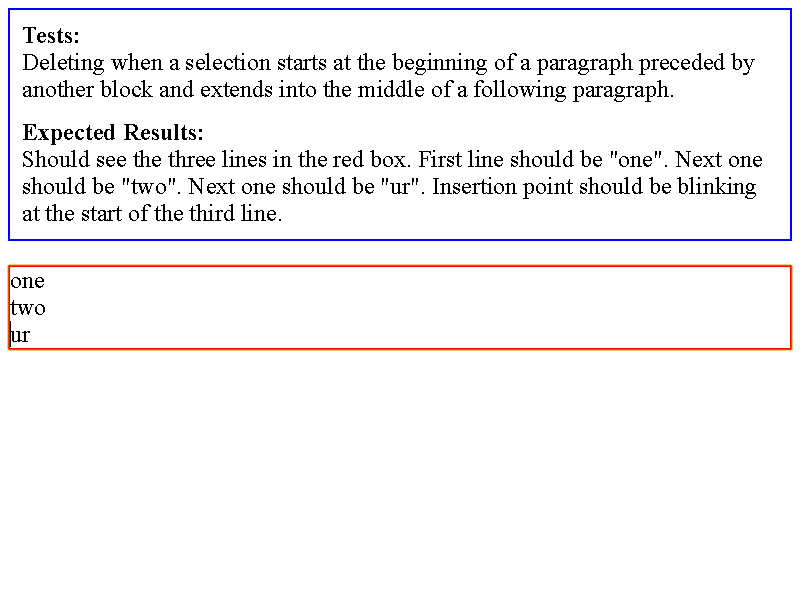 Tests:
Deleting when a selection starts at the beginning of a paragraph preceded by
another block and extends into the middle of a following paragraph.
Expected Results:
Should see the three lines in the red box. First line should be "one". Next one
should be "two". Next one should be "ur". Insertion point should be blinking
at the start of the third line.
one
two
ur